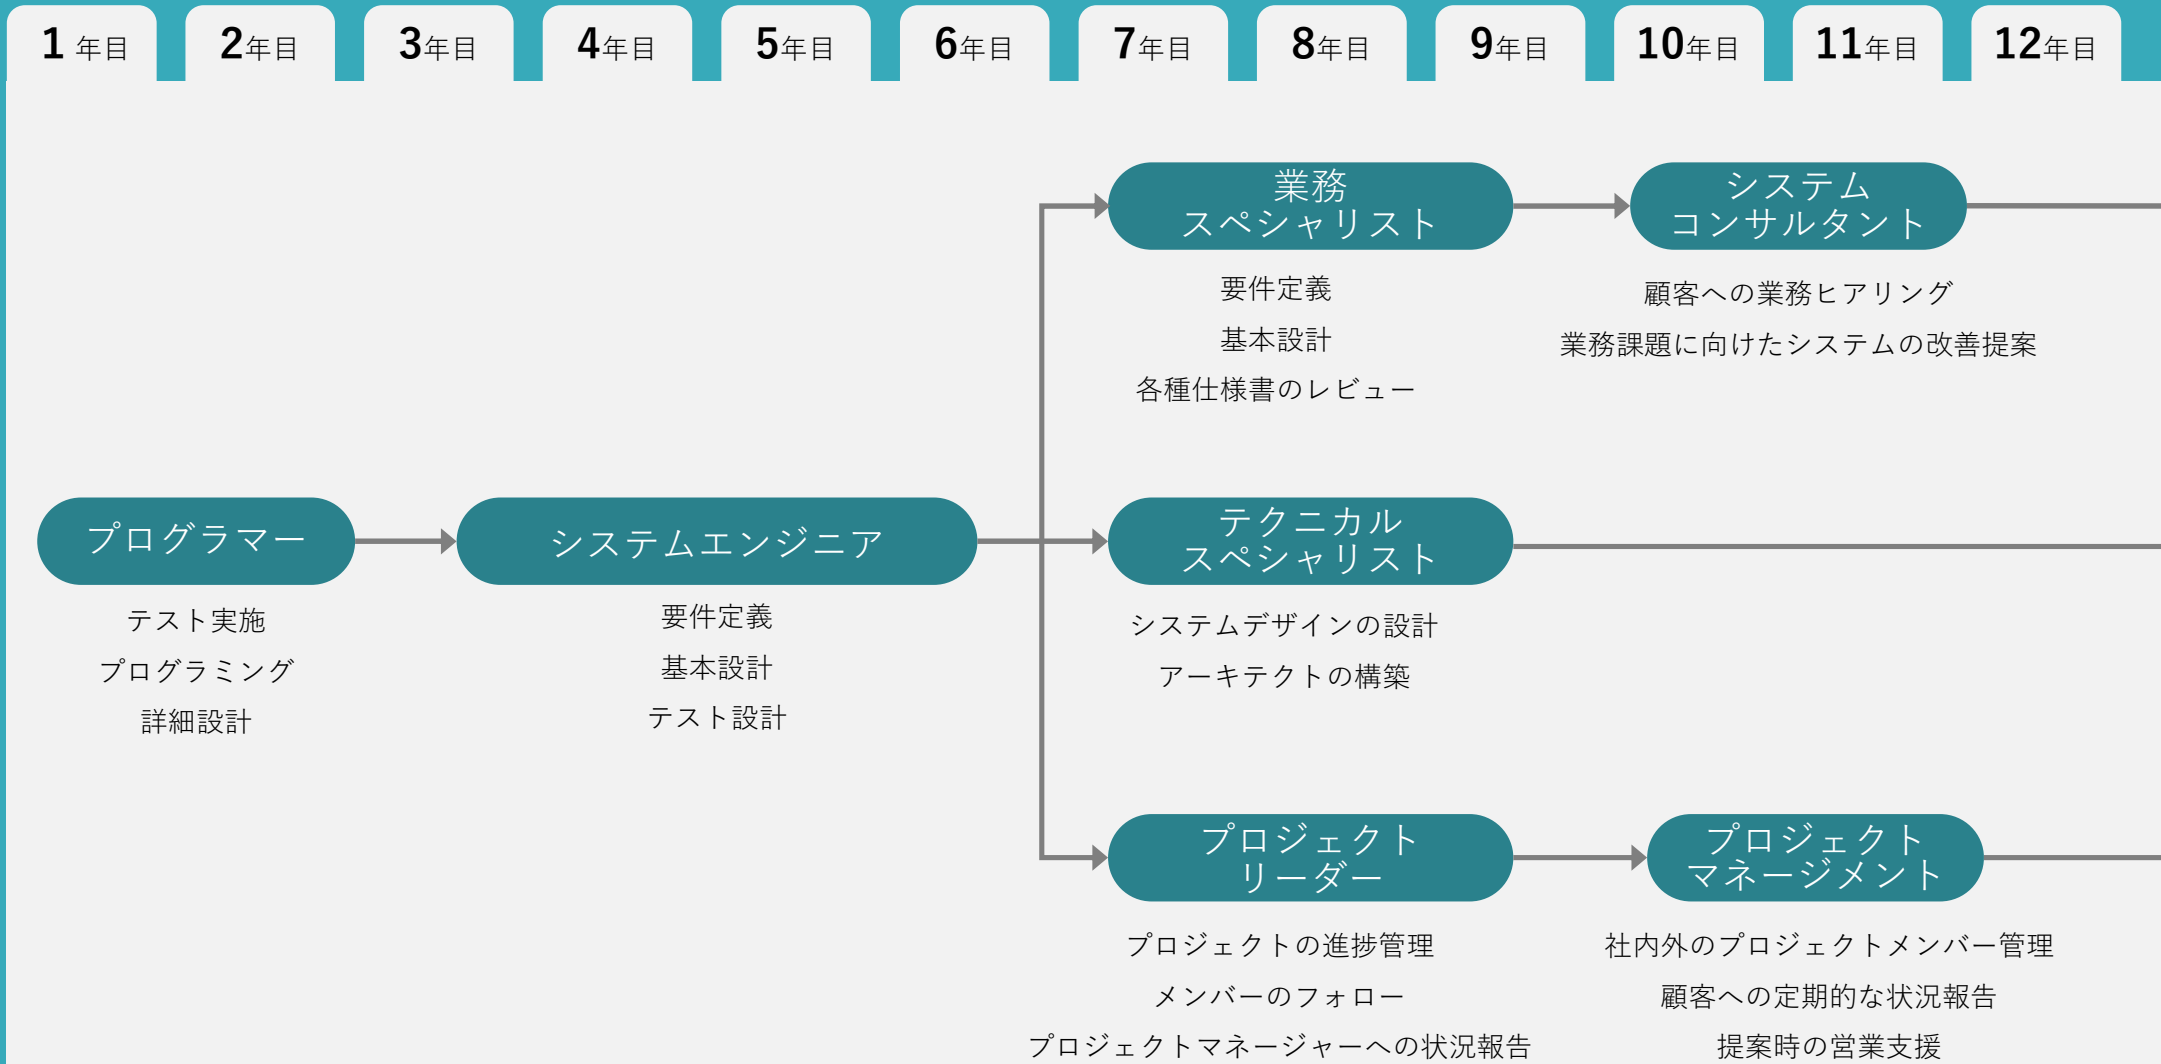 1 年目
2年目
3年目
4年目
5年目
6年目
7年目
8年目
9年目
10年目
11年目
12年目
業務
スペシャリスト
要件定義
基本設計
各種仕様書のレビュー
システム
コンサルタント
顧客への業務ヒアリング
業務課題に向けたシステムの改善提案
プログラマー
テスト実施
プログラミング
詳細設計
システムエンジニア
要件定義
基本設計
テスト設計
テクニカル
スペシャリスト
システムデザインの設計
アーキテクトの構築
プロジェクト
リーダー
プロジェクトの進捗管理
メンバーのフォロー
プロジェクトマネージャーへの状況報告
プロジェクト
マネージメント
社内外のプロジェクトメンバー管理
顧客への定期的な状況報告
提案時の営業支援